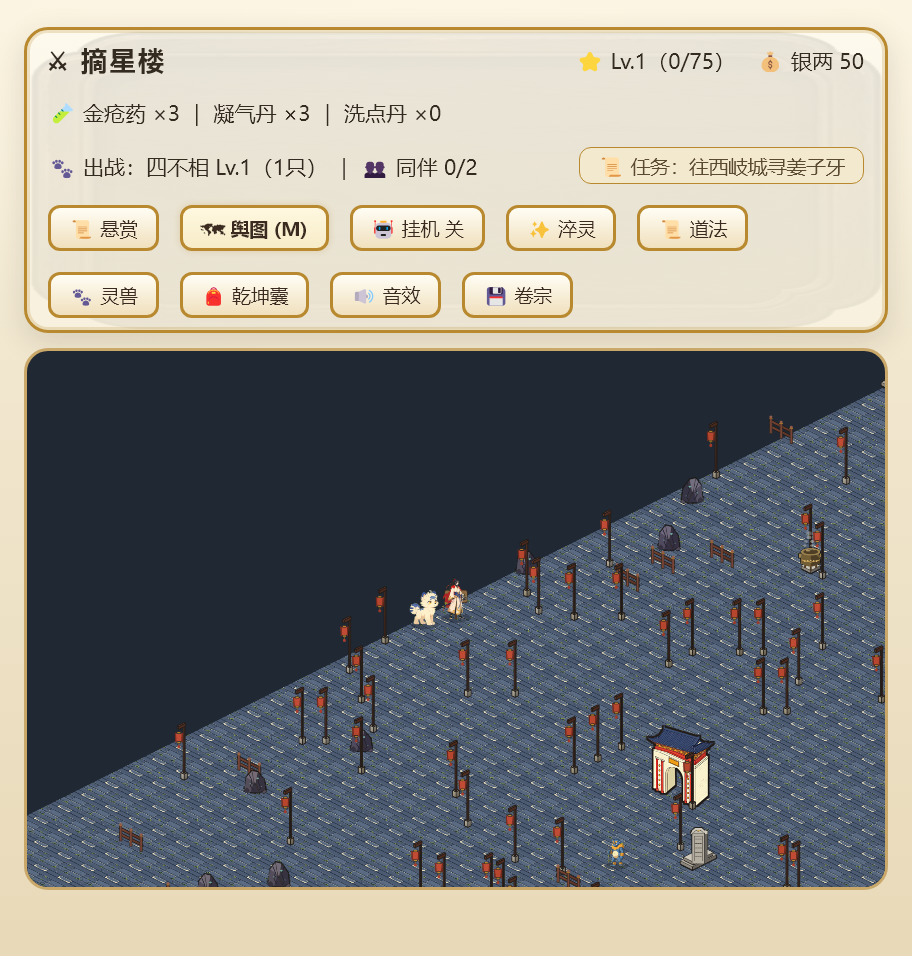 摘星楼
Lv.1（0/75）
银两 50
金疮药 ×3 | 凝气丹 ×3 | 洗点丹 ×0
出战：四不相 Lv.1（1只） | 同伴 0/2
任务：往西岐城寻姜子牙
悬赏
舆图 (M)
挂机 关
淬灵
道法
灵兽
乾坤囊
音效
卷宗